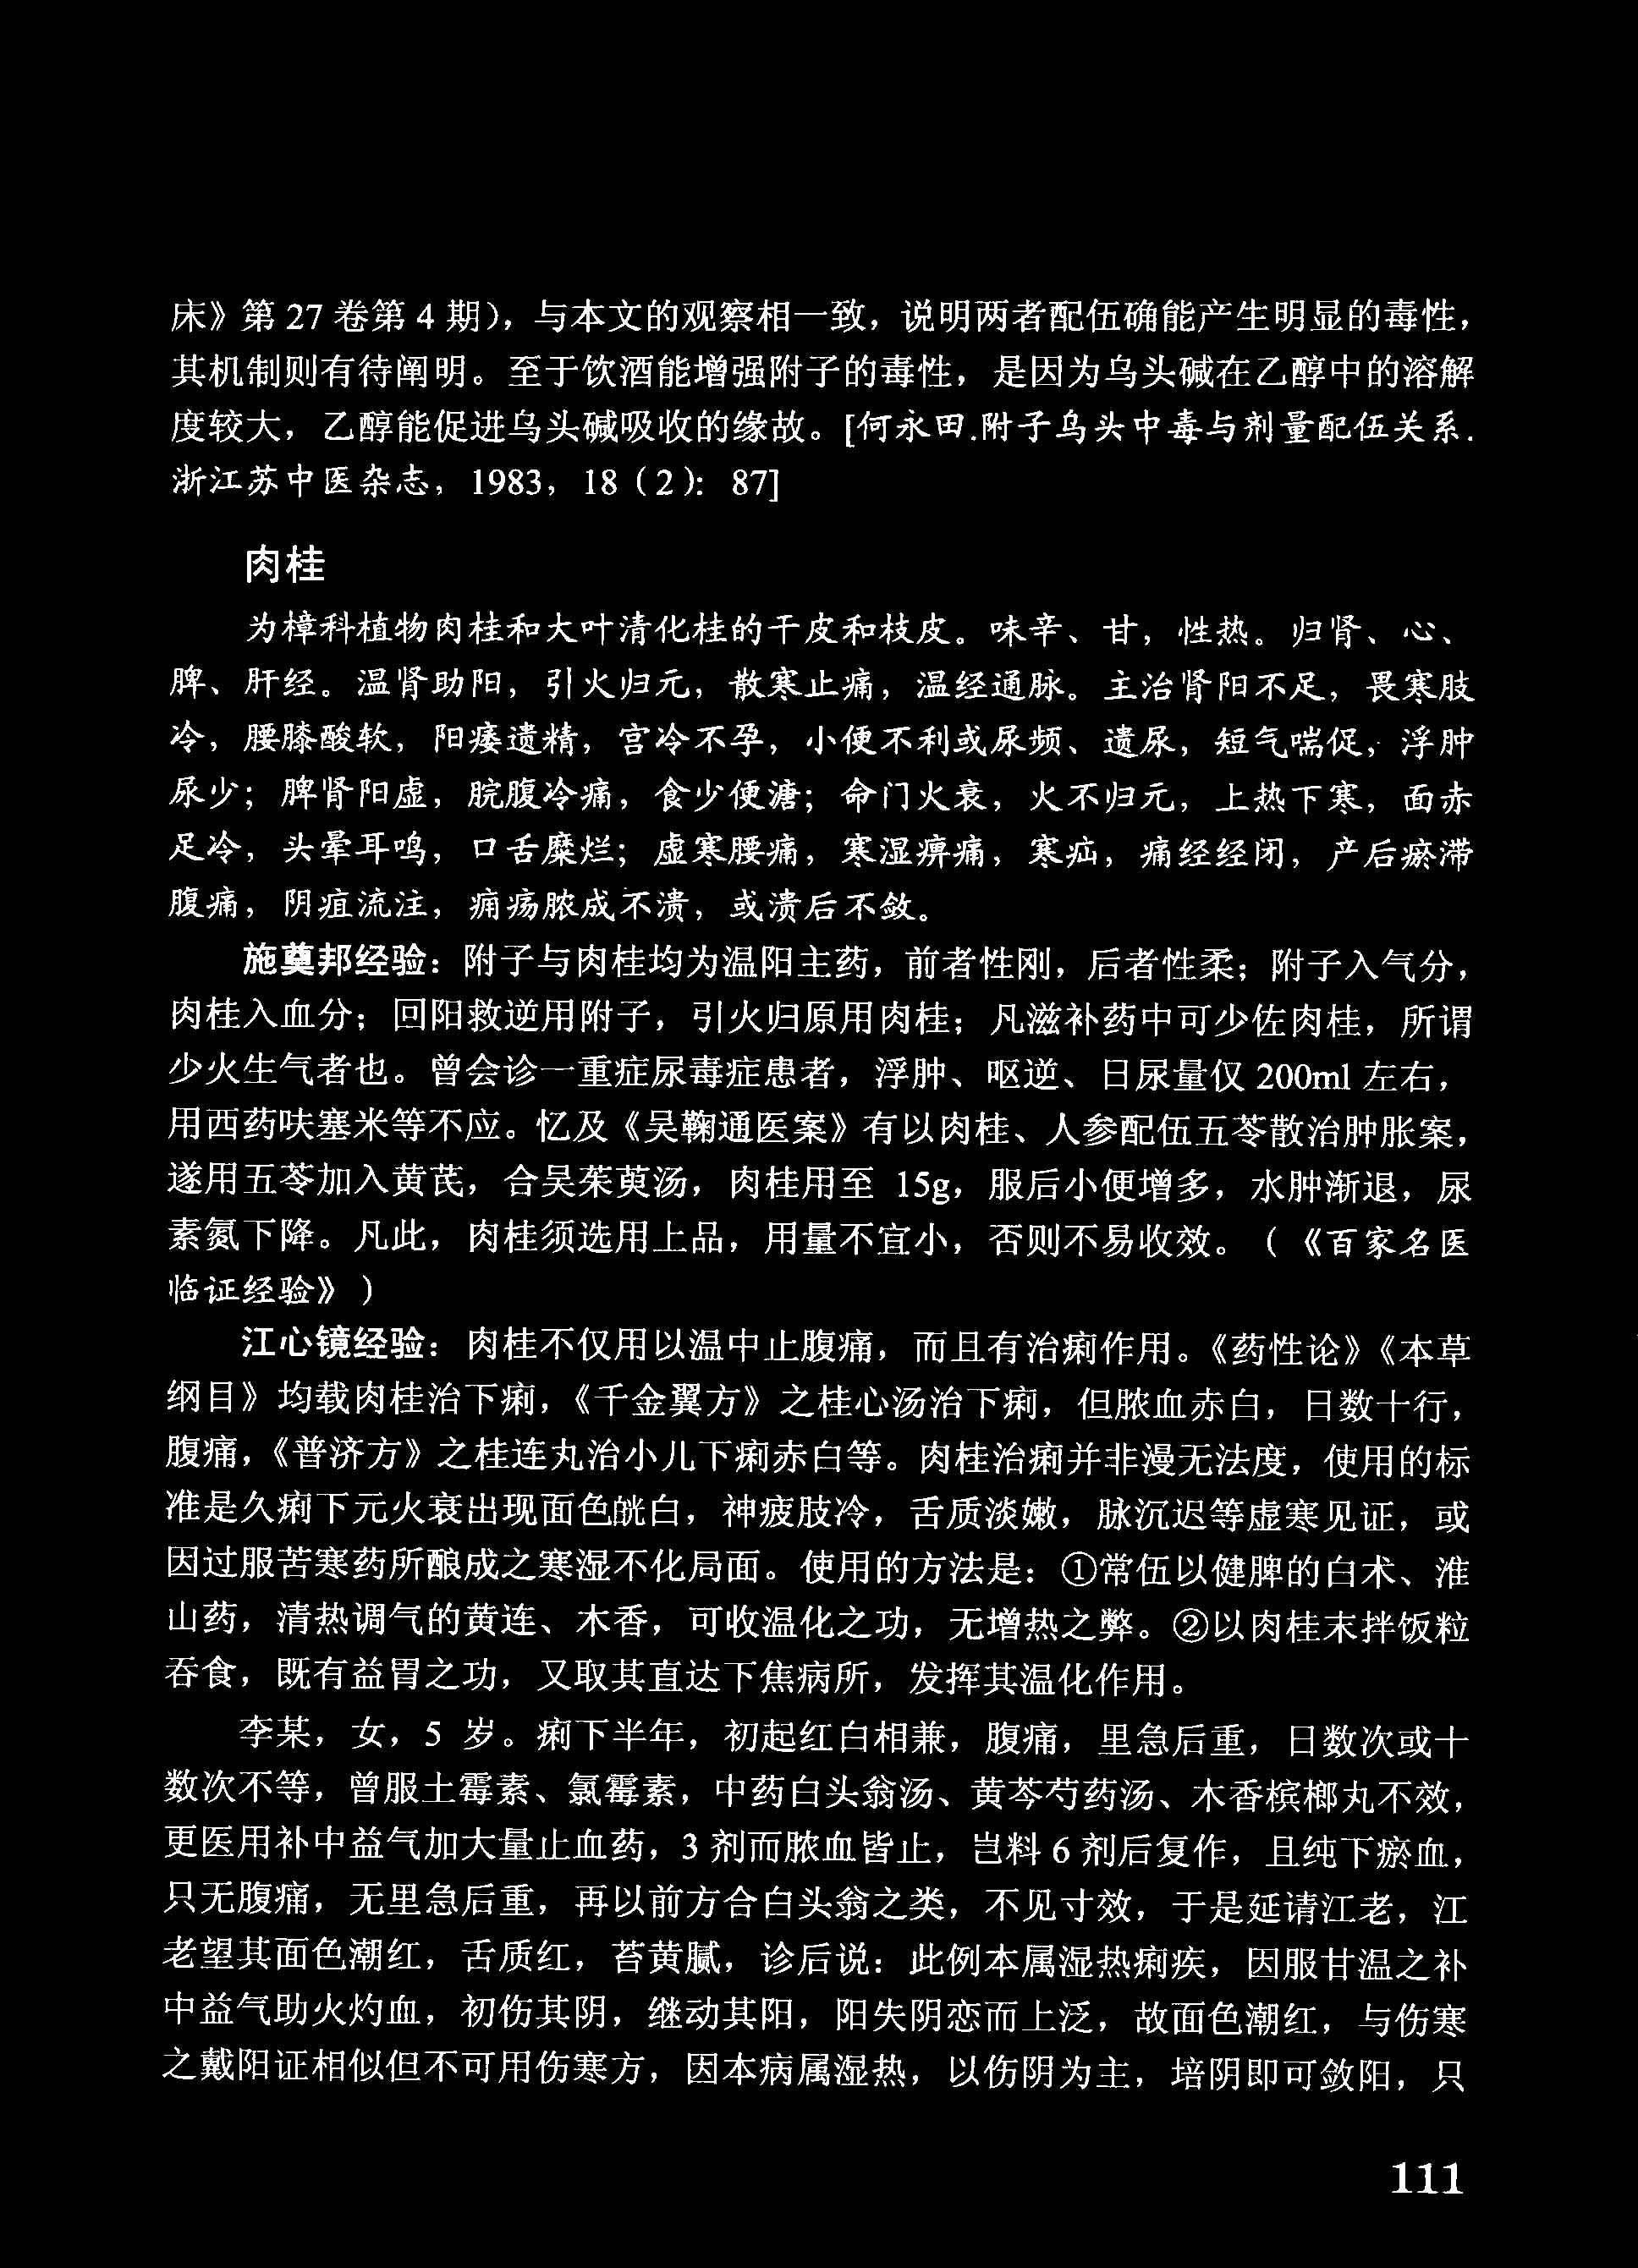 床》第 27 卷第 4 期），与本文的观察相一致，说明两者配伍确能产生明显的毒性，
其机制则有待阐明。至于饮酒能增强附子的毒性，是因为乌头碱在乙醇中的溶解
度较大，乙醇能促进乌头碱吸收的缘故。[何永田.附子乌头中毒与剂量配伍关系.
浙江苏中医杂志，1983，18（2）：87]
肉桂
为樟科植物肉桂和大叶清化桂的干皮和枝皮。味辛、甘，性热。归肾、心、
脾、肝经。温肾助阳，引火归元，散寒止痛，温经通脉。主治肾阳不足，畏寒肢
冷，腰膝酸软，阳痿遗精，宫冷不孕，小便不利或尿频、遗尿，短气喘促，浮肿
尿少；脾肾阳虚，脘腹冷痛，食少便溏；命门火衰，火不归元，上热下寒，面赤
足冷，头晕耳鸣，口舌糜烂；虚寒腰痛，寒湿痹痛，寒疝，痛经经闭，产后瘀滞
腹痛，阴疽流注，痈疡脓成不溃，或溃后不敛。
施奠邦经验：附子与肉桂均为温阳主药，前者性刚，后者性柔；附子入气分，
肉桂入血分；回阳救逆用附子，引火归原用肉桂；凡滋补药中可少佐肉桂，所谓
少火生气者也。曾会诊一重症尿毒症患者，浮肿、呕逆、日尿量仅 200ml 左右，
用西药呋塞米等不应。忆及《吴鞠通医案》有以肉桂、人参配伍五苓散治肿胀案，
遂用五苓加入黄芪，合吴茱萸汤，肉桂用至 15g，服后小便增多，水肿渐退，尿
素氮下降。凡此，肉桂须选用上品，用量不宜小，否则不易收效。（《百家名医
临证经验》）
江心镜经验：肉桂不仅用以温中止腹痛，而且有治痢作用。《药性论》《本草
纲目》均载肉桂治下痢，《千金翼方》之桂心汤治下痢，但脓血赤白，日数十行，
腹痛，《普济方》之桂连丸治小儿下痢赤白等。肉桂治痢并非漫无法度，使用的标
准是久痢下元火衰出现面色㿠白，神疲肢冷，舌质淡嫩，脉沉迟等虚寒见证，或
因过服苦寒药所酿成之寒湿不化局面。使用的方法是：①常伍以健脾的白术、淮
山药，清热调气的黄连、木香，可收温化之功，无增热之弊。②以肉桂末拌饭粒
吞食，既有益胃之功，又取其直达下焦病所，发挥其温化作用。
李某，女，5 岁。痢下半年，初起红白相兼，腹痛，里急后重，日数次或十
数次不等，曾服土霉素、氯霉素，中药白头翁汤、黄芩芍药汤、木香槟榔丸不效，
更医用补中益气加大量止血药，3 剂而脓血皆止，岂料 6 剂后复作，且纯下瘀血，
只无腹痛，无里急后重，再以前方合白头翁之类，不见寸效，于是延请江老，江
老望其面色潮红，舌质红，苔黄腻，诊后说：此例本属湿热痢疾，因服甘温之补
中益气助火灼血，初伤其阴，继动其阳，阳失阴恋而上泛，故面色潮红，与伤寒
之戴阳证相似但不可用伤寒方，因本病属湿热，以伤阴为主，培阴即可敛阳，只
111